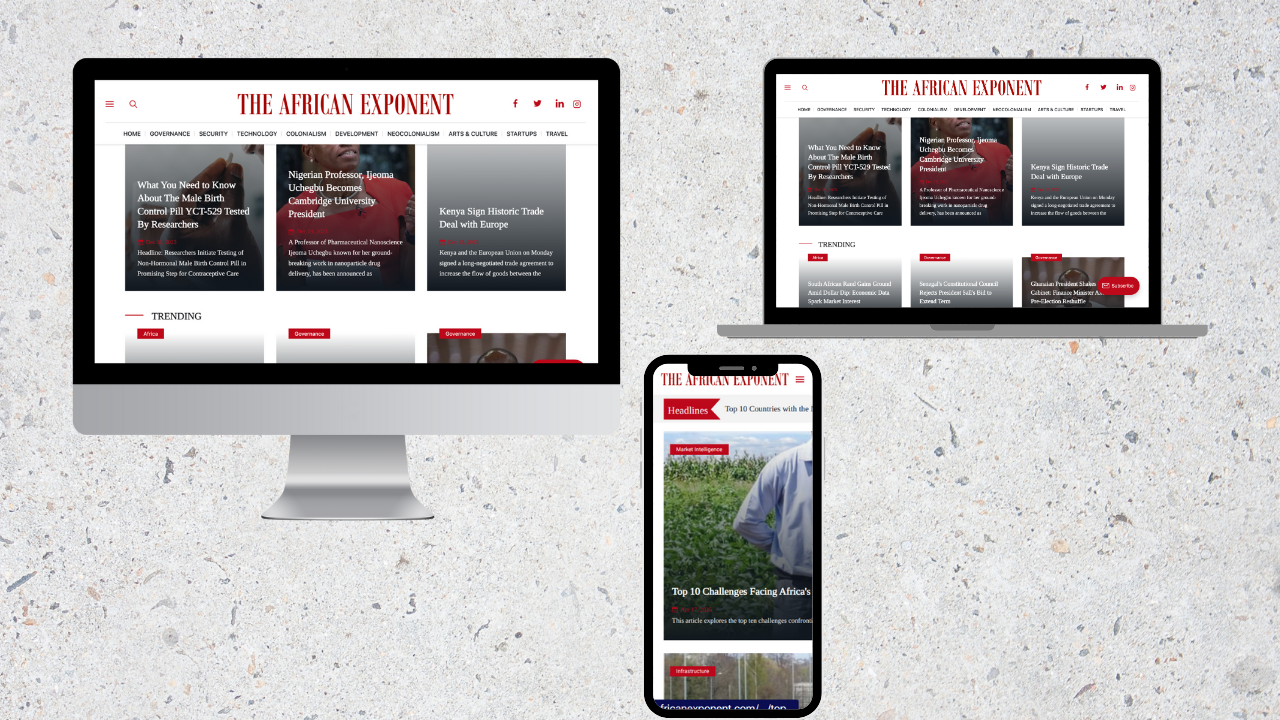 THE AFRICAN EXPONENT
HOME GOVERNANCE SECURITY TECHNOLOGY COLONIALISM DEVELOPMENT NEOCOLONIALISM ARTS & CULTURE STARTUPS TRAVEL
What You Need to Know
About The Male Birth
Control Pill YCT-529 Tested
By Researchers
Headline: Researchers Initiate Testing of
Non-Hormonal Male Birth Control Pill in
Promising Step for Contraceptive Care
Nigerian Professor, Ijeoma
Uchegbu Becomes
Cambridge University
President
A Professor of Pharmaceutical Nanoscience
Ijeoma Uchegbu known for her ground-
breaking work in nanoparticle drug
delivery, has been announced as
Kenya Sign Historic Trade
Deal with Europe
Kenya and the European Union on Monday
signed a long-negotiated trade agreement to
increase the flow of goods between the
TRENDING
Africa
Governance
Governance
THE AFRICAN EXPONENT
HOME GOVERNANCE SECURITY TECHNOLOGY COLONIALISM DEVELOPMENT NEOCOLONIALISM ARTS & CULTURE STARTUPS TRAVEL
What You Need to Know
About The Male Birth
Control Pill YCT-529 Tested
By Researchers
Headline: Researchers Initiate Testing of
Non-Hormonal Male Birth Control Pill in
Promising Step for Contraceptive Care
Nigerian Professor, Ijeoma
Uchegbu Becomes
Cambridge University
President
A Professor of Pharmaceutical Nanoscience
Ijeoma Uchegbu known for her ground-
breaking work in nanoparticle drug
delivery, has been announced as
Kenya Sign Historic Trade
Deal with Europe
Kenya and the European Union on Monday
signed a long-negotiated trade agreement to
increase the flow of goods between the
TRENDING
Africa
South African Rand Gains Ground
Amid Dollar Dip: Economic Data
Spark Market Interest
Governance
Senegal's Constitutional Council
Rejects President Sall's Bid to
Extend Term
Governance
Ghanaian President Shakes
Cabinet: Finance Minister
Pre-Election Reshuffle
Subscribe
THE AFRICAN EXPONENT
Headlines
Top 10 Countries with the
Market Intelligence
Top 10 Challenges Facing Africa's
This article explores the top ten challenges
Infrastructure
fricanexponent.com/.../top